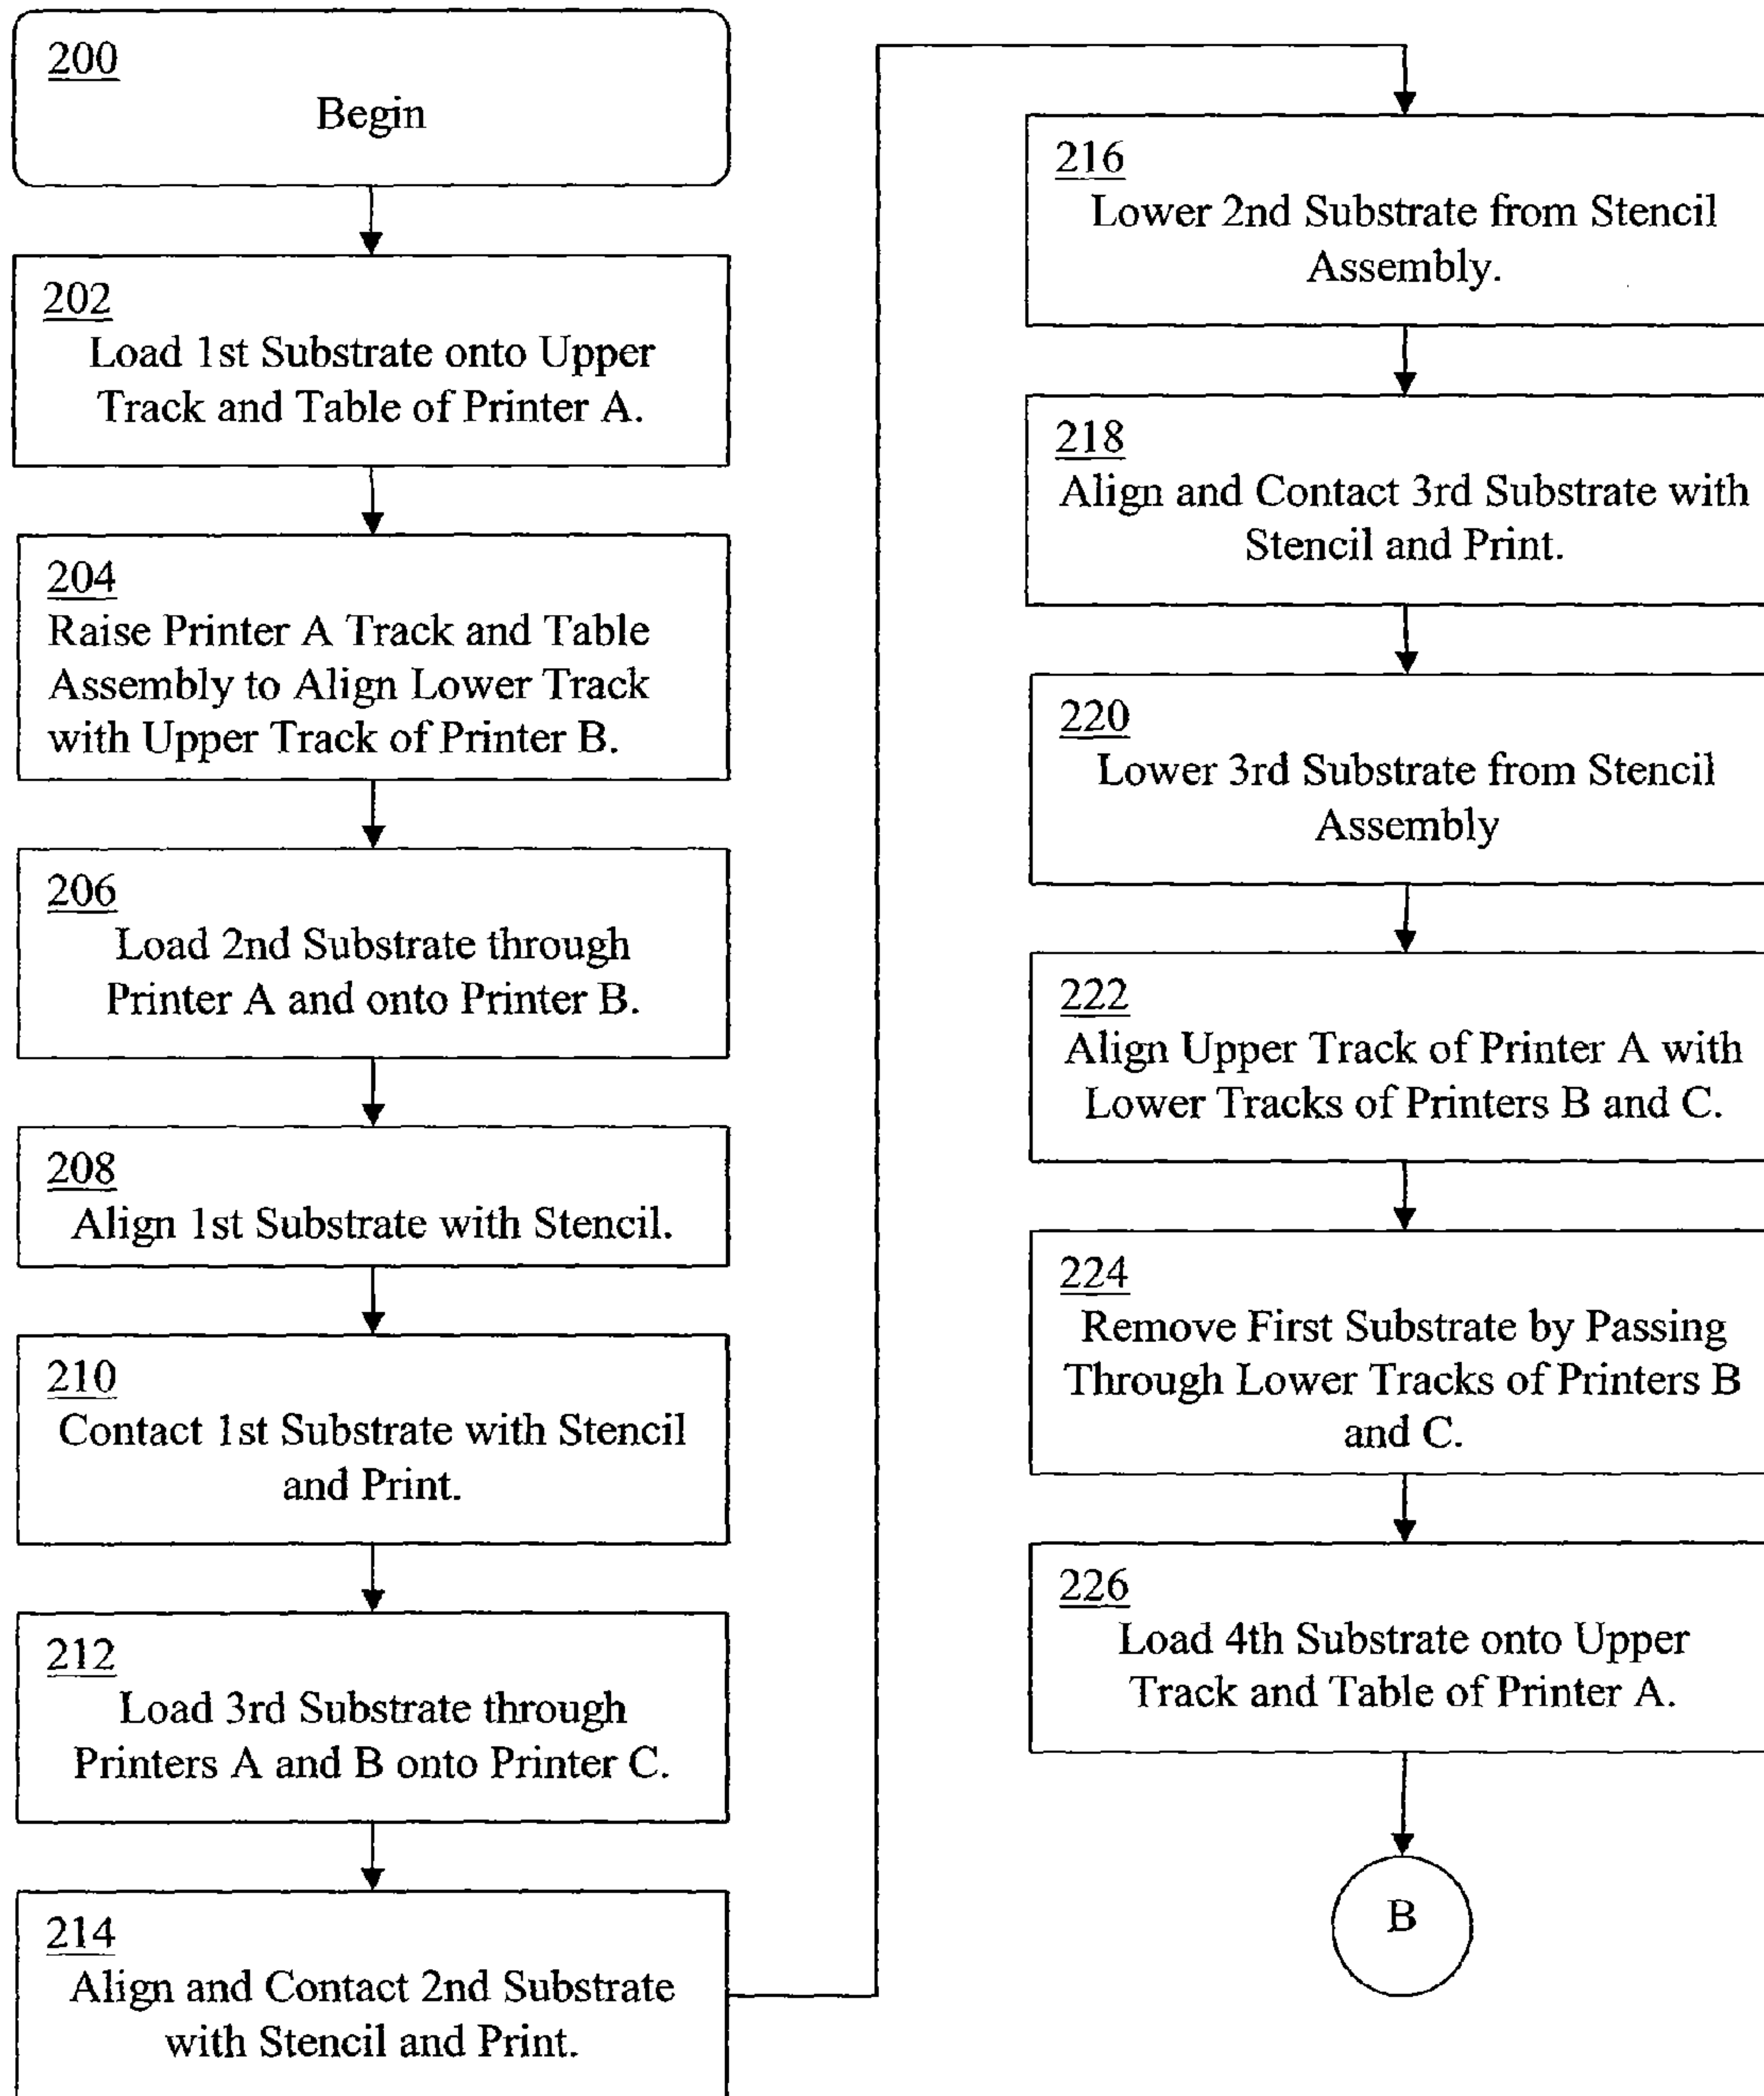 200
Begin
202
Load 1st Substrate onto Upper
Track and Table of Printer A.
204
Raise Printer A Track and Table
Assembly to Align Lower Track
with Upper Track of Printer B.
206
Load 2nd Substrate through
Printer A and onto Printer B.
208
Align 1st Substrate with Stencil.
210
Contact 1st Substrate with Stencil
and Print.
212
Load 3rd Substrate through
Printers A and B onto Printer C.
214
Align and Contact 2nd Substrate
with Stencil and Print.
216
Lower 2nd Substrate from Stencil
Assembly.
218
Align and Contact 3rd Substrate with
Stencil and Print.
220
Lower 3rd Substrate from Stencil
Assembly
222
Align Upper Track of Printer A with
Lower Tracks of Printers B and C.
224
Remove First Substrate by Passing
Through Lower Tracks of Printers B
and C.
226
Load 4th Substrate onto Upper
Track and Table of Printer A.
B